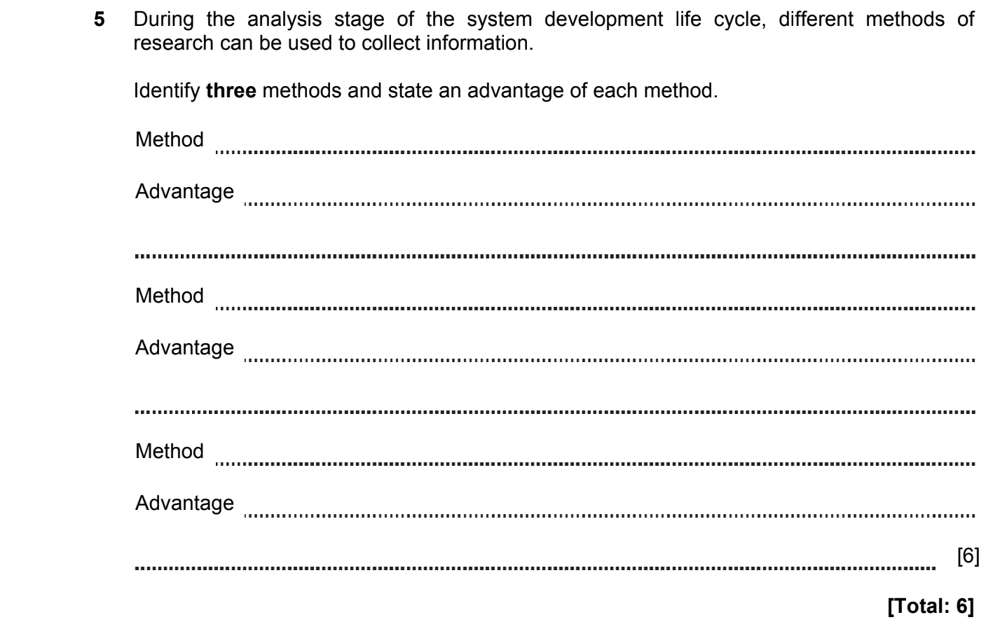 5 During the analysis stage of the system development life cycle, different methods of
research can be used to collect information.
Identify three methods and state an advantage of each method.
Method
Advantage
Method
Advantage
Method
Advantage
[6]
[Total: 6]